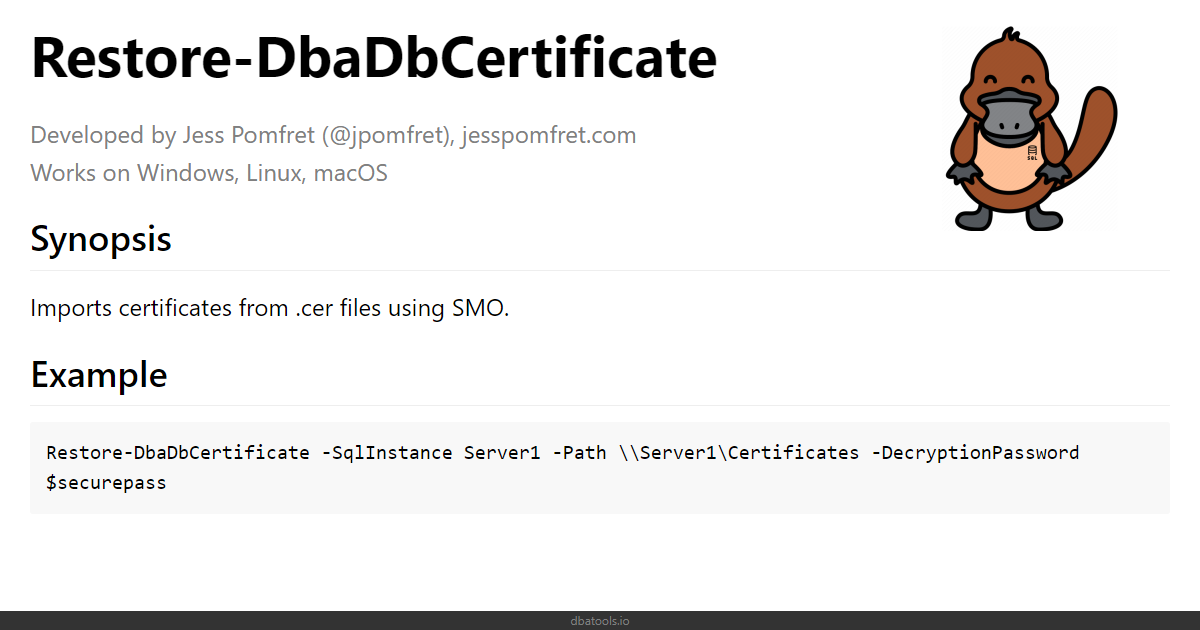 Restore-DbaDbCertificate
Developed by Jess Pomfret (@jpomfret), jesspomfret.com
Works on Windows, Linux, macOS
SQL
Synopsis
Imports certificates from .cer files using SMO.
Example
Restore-DbaDbCertificate -SqlInstance Server1 -Path \\Server1\Certificates -DecryptionPassword
$securepass
dbatools.io